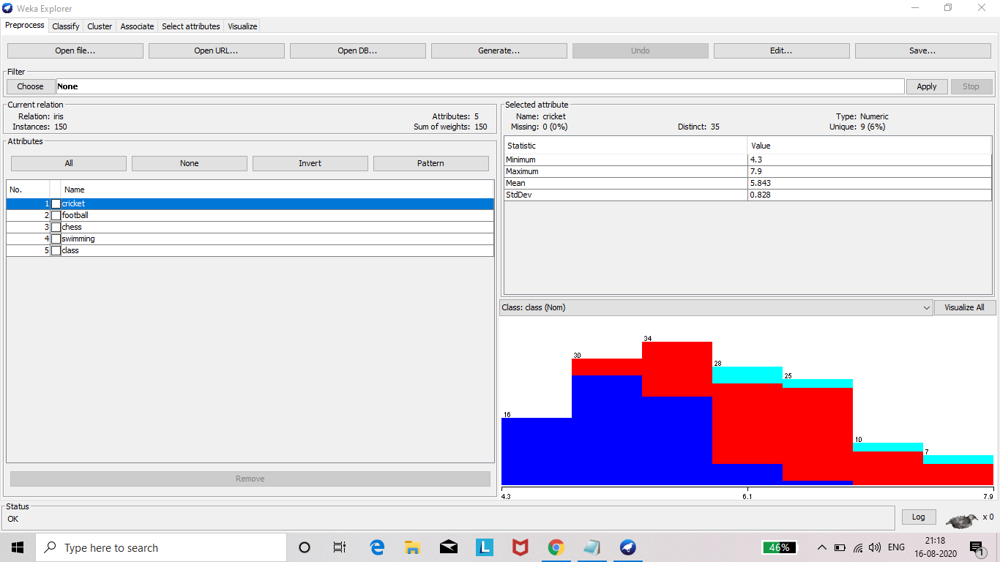 Weka Explorer
Preprocess Classify Cluster Associate Select attributes Visualize
Open file... Open URL... Open DB... Generate... Undo Edit... Save...
Filter
Choose None Apply Stop
Current relation
Relation: iris Attributes: 5
Instances: 150 Sum of weights: 150
Attributes
All None Invert Pattern
No. Name
1 cricket
2 football
3 chess
4 swimming
5 class
Remove
Selected attribute
Name: cricket Type: Numeric
Missing: 0 (0%) Distinct: 35 Unique: 9 (6%)
Statistic Value
Minimum 4.3
Maximum 7.9
Mean 5.843
StdDev 0.828
Class: class (Nom) Visualize All
16 30 34 28 25 10 7
4.3 6.1 7.9
Status
OK Log x 0
Type here to search L 46% ENG 21:18
16-08-2020 1